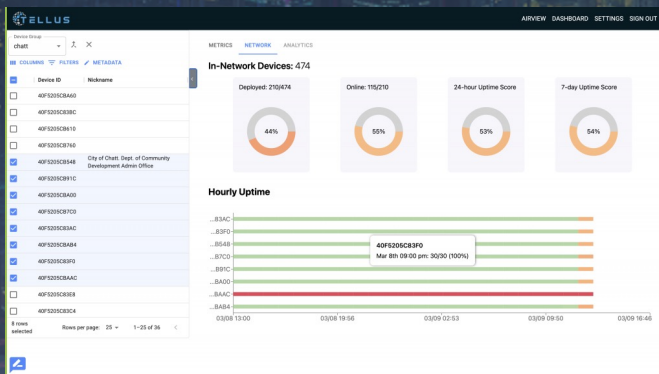 TELLUS
AIRVIEW DASHBOARD SETTINGS SIGN OUT
Device Group
chatt
COLUMNS FILTERS METADATA
Device ID Nickname
40F5205CBA60
40F5205C83BC
40F5205CB610
40F5205CB760
40F5205CB548 City of Chatt. Dept. of Community
Development Admin Office
40F5205CB91C
40F5205CBA00
40F5205CB7C0
40F5205C83AC
40F5205CBAB4
40F5205C83F0
40F5205CBAAC
40F5205C83E8
40F5205C83C4
8 rows
selected
Rows per page: 25 1–25 of 36
METRICS NETWORK ANALYTICS
In-Network Devices: 474
Deployed: 210/474
44%
Online: 115/210
55%
24-hour Uptime Score
53%
7-day Uptime Score
54%
Hourly Uptime
...83AC
...83F0
...B548
...B7C0
...B91C
...BA00
...BAAC
...BAB4
40F5205C83F0
Mar 8th 09:00 pm: 30/30 (100%)
03/08 13:00 03/08 19:56 03/09 02:53 03/09 09:50 03/09 16:46